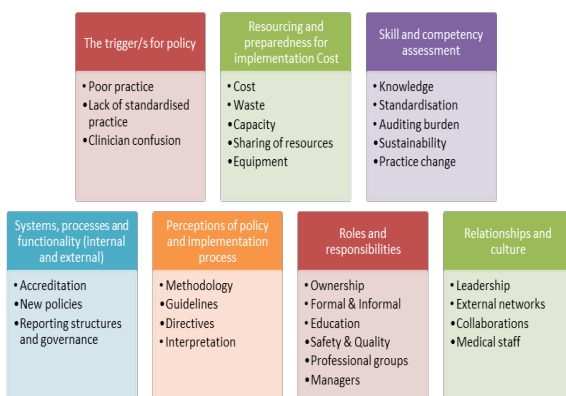 The trigger/s for policy
• Poor practice
• Lack of standardised
practice
• Clinician confusion
Resourcing and
preparedness for
implementation Cost
• Cost
• Waste
• Capacity
• Sharing of resources
• Equipment
Skill and competency
assessment
• Knowledge
• Standardisation
• Auditing burden
• Sustainability
• Practice change
Systems, processes and
functionality (internal
and external)
• Accreditation
• New policies
• Reporting structures
and governance
Perceptions of policy
and implementation
process
• Methodology
• Guidelines
• Directives
• Interpretation
Roles and
responsibilities
• Ownership
• Formal & Informal
• Education
• Safety & Quality
• Professional groups
• Managers
Relationships and
culture
• Leadership
• External networks
• Collaborations
• Medical staff